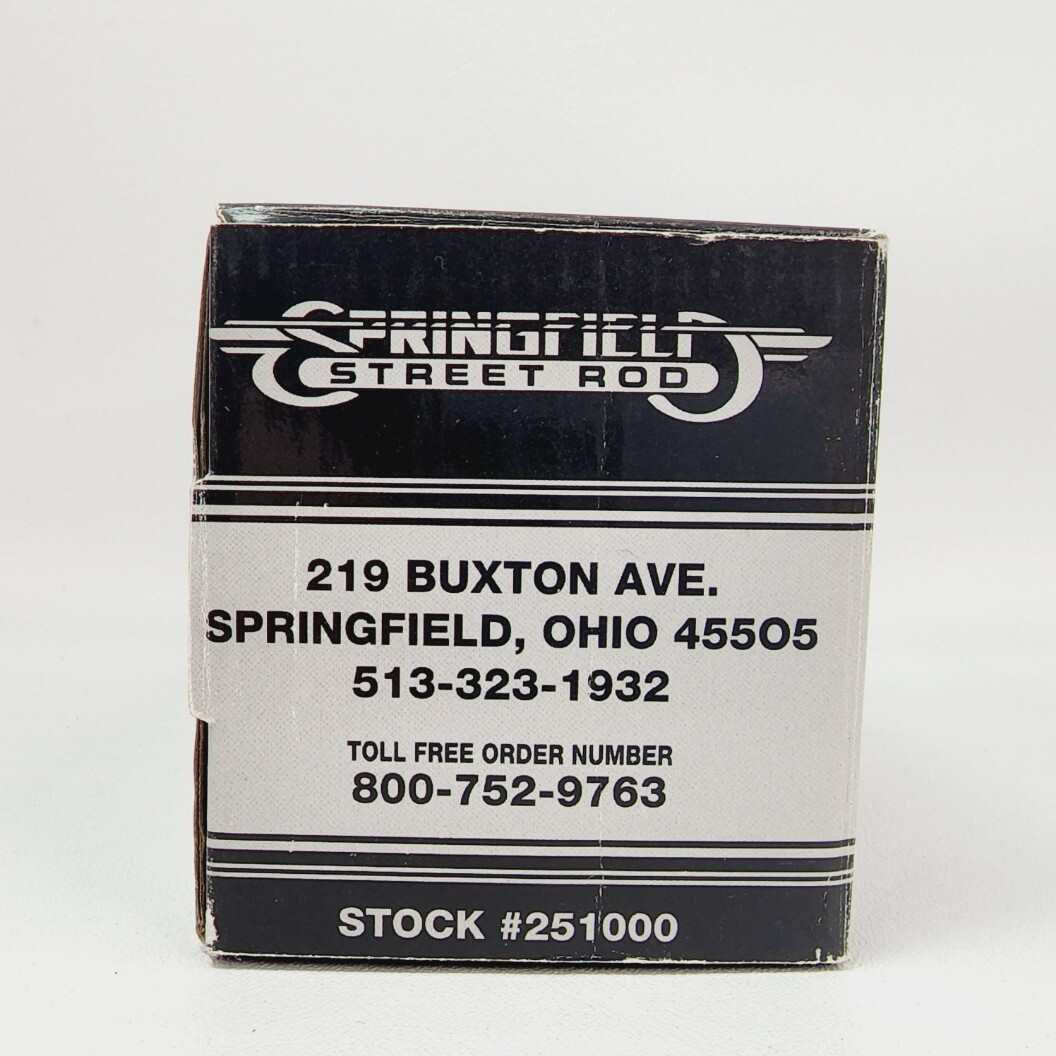 SPRINGFIELD
STREET ROD
219 BUXTON AVE.
SPRINGFIELD, OHIO 45505
513-323-1932
TOLL FREE ORDER NUMBER
800-752-9763
STOCK #251000